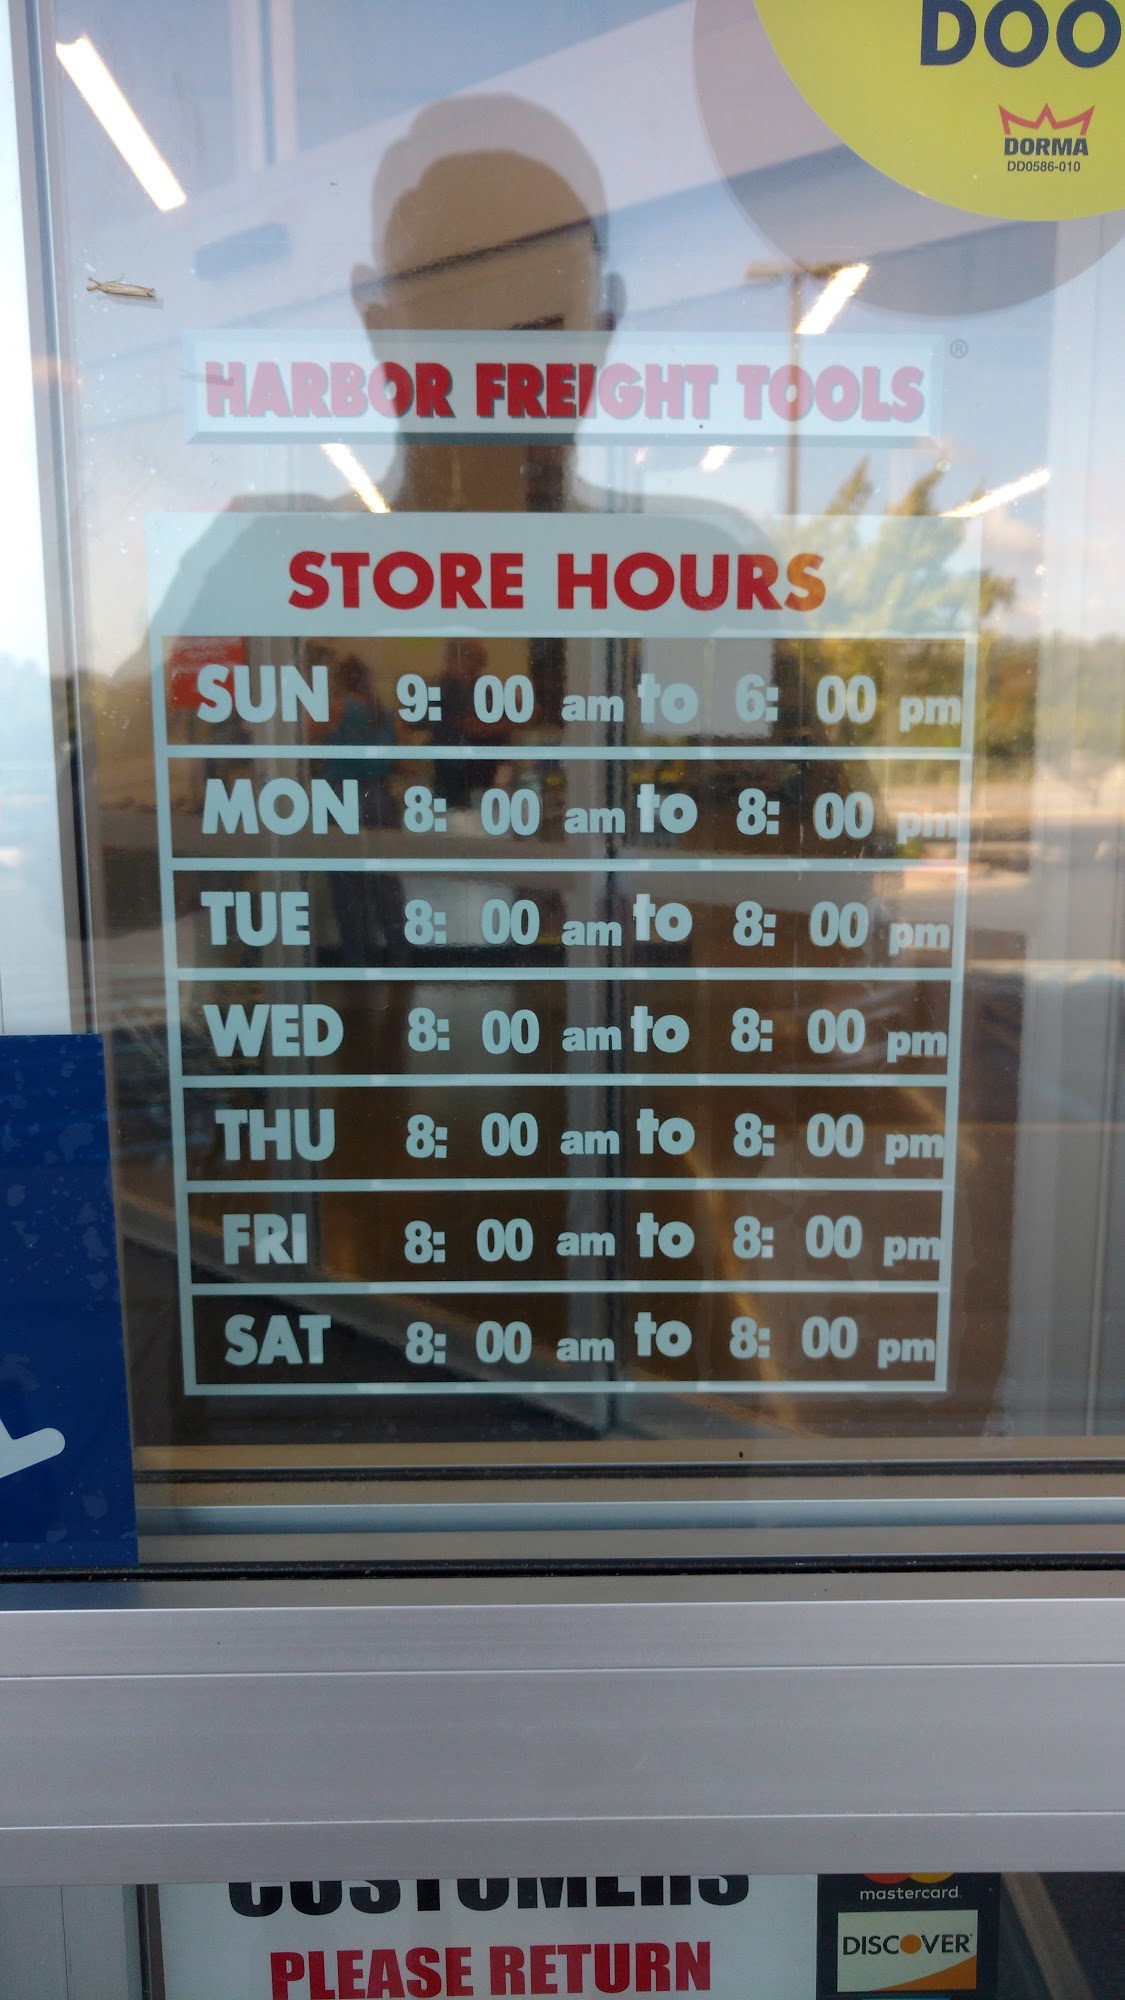 DOO
DORMA
DD0586-010
HARBOR FREIGHT TOOLS®
STORE HOURS
SUN 9: 00 am to 6: 00 pm
MON 8: 00 am to 8: 00 pm
TUE 8: 00 am to 8: 00 pm
WED 8: 00 am to 8: 00 pm
THU 8: 00 am to 8: 00 pm
FRI 8: 00 am to 8: 00 pm
SAT 8: 00 am to 8: 00 pm
CUSTOMERS
PLEASE RETURN
mastercard
DISCOVER